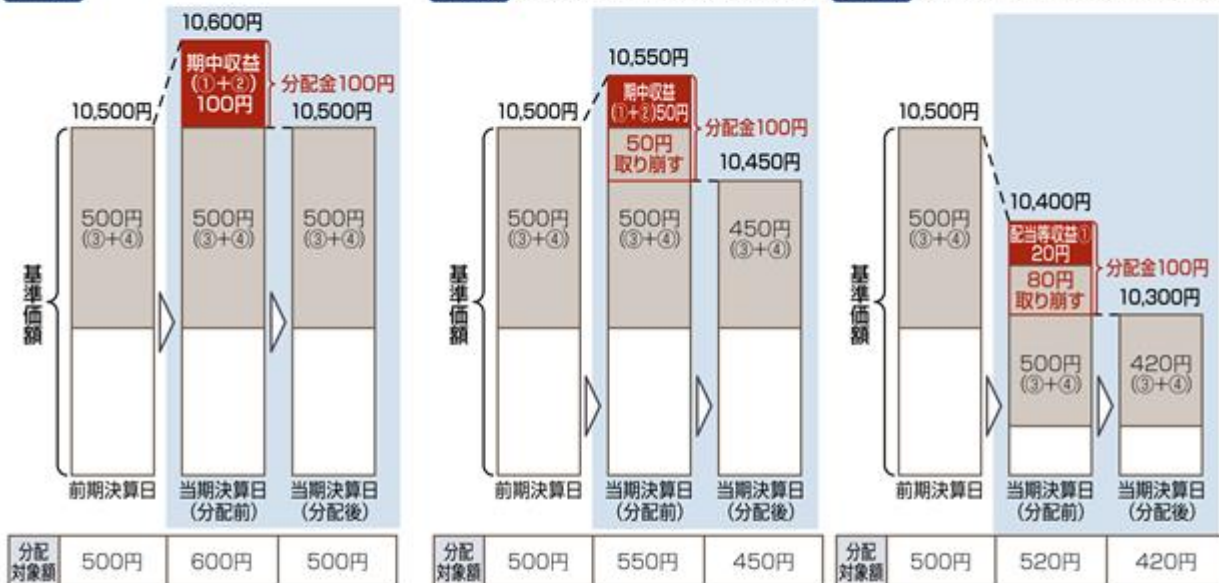 10,600円
期中収益
(①+②)
100円
分配金100円
10,500円
10,500円
500円
(③+④)
500円
(③+④)
500円
(③+④)
基準価額
前期決算日
当期決算日
(分配前)
当期決算日
(分配後)
分配
対象額
500円
600円
500円
10,550円
10,500円
期中収益
(①+②)50円
50円
取り崩す
分配金100円
10,450円
500円
(③+④)
500円
(③+④)
450円
(③+④)
基準価額
前期決算日
当期決算日
(分配前)
当期決算日
(分配後)
分配
対象額
500円
550円
450円
10,500円
10,400円
配当等収益①
20円
80円
取り崩す
分配金100円
10,300円
500円
(③+④)
500円
(③+④)
420円
(③+④)
基準価額
前期決算日
当期決算日
(分配前)
当期決算日
(分配後)
分配
対象額
500円
520円
420円